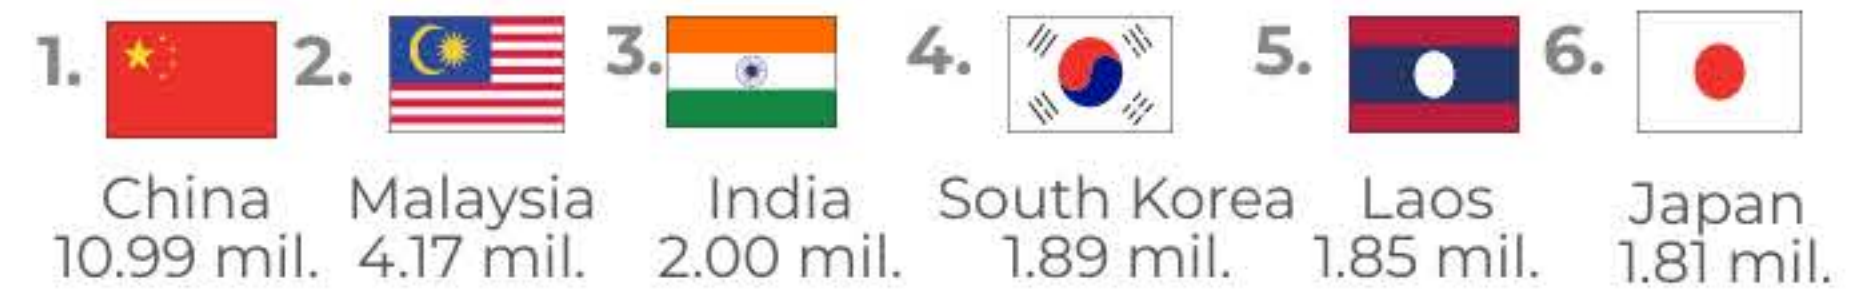 1. 2. 3. 4. 5. 6.
China Malaysia India South Korea Laos Japan
10.99 mil. 4.17 mil. 2.00 mil. 1.89 mil. 1.85 mil. 1.81 mil.